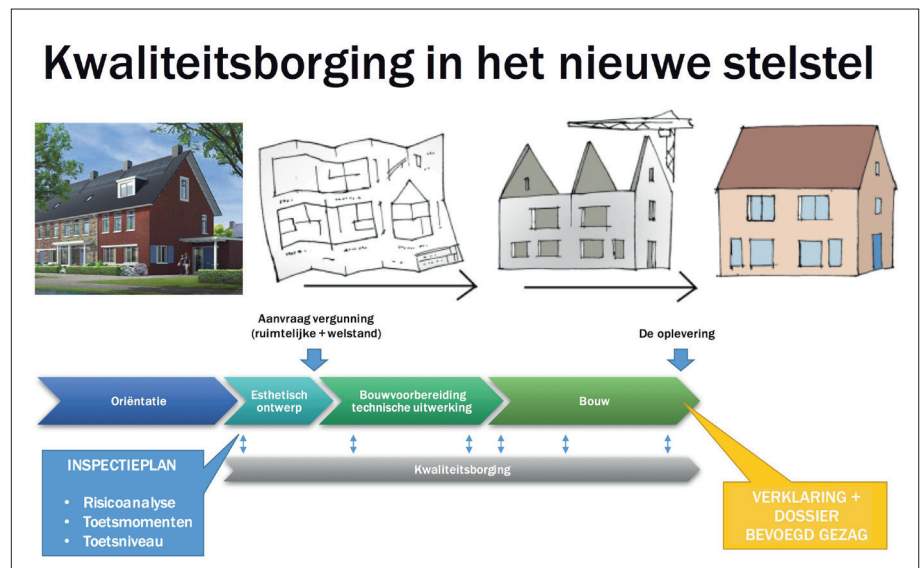 Kwaliteitsborging in het nieuwe stelstel
Aanvraag vergunning
(ruimtelijke + welstand)
De oplevering
Oriëntatie
Esthetisch
ontwerp
Bouwvoorbereiding
technische uitwerking
Bouw
Kwaliteitsborging
INSPECTIEPLAN
• Risicoanalyse
• Toetsmomenten
• Toetsniveau
VERKLARING +
DOSSIER
BEVOEGD GEZAG